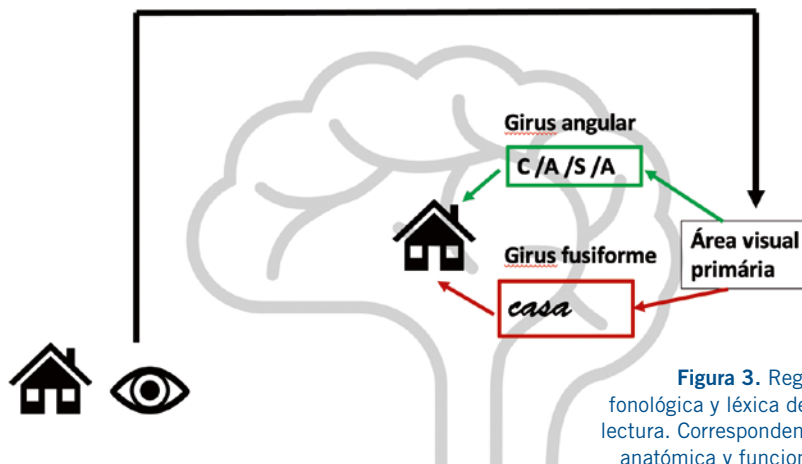 Girus angular
C /A /S /A
Girus fusiforme
casa
Área visual
primária
Figura 3. Reg
fonológica y léxica de
lectura. Corresponden
anatómica y funcion